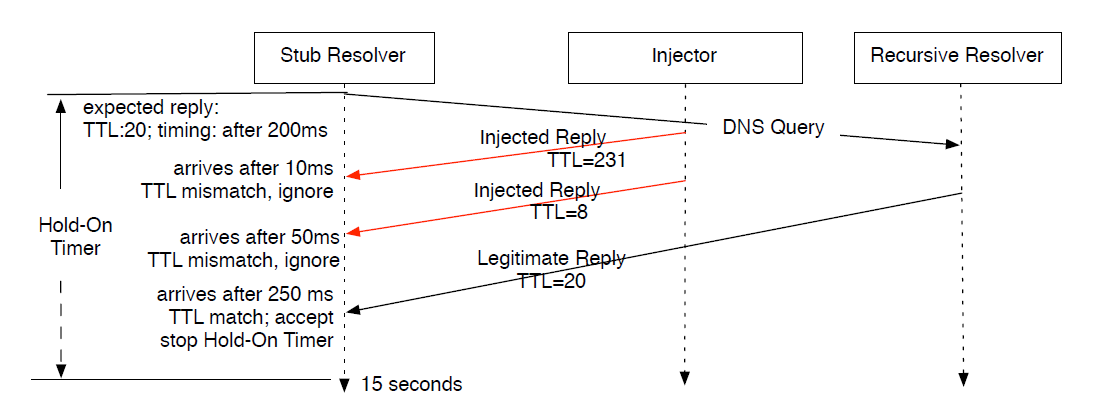 Stub Resolver
Injector
Recursive Resolver
expected reply:
TTL:20; timing: after 200ms
DNS Query
Injected Reply
TTL=231
arrives after 10ms
TTL mismatch, ignore
Injected Reply
TTL=8
Hold-On
Timer
arrives after 50ms
TTL mismatch, ignore
Legitimate Reply
TTL=20
arrives after 250 ms
TTL match; accept
stop Hold-On Timer
15 seconds